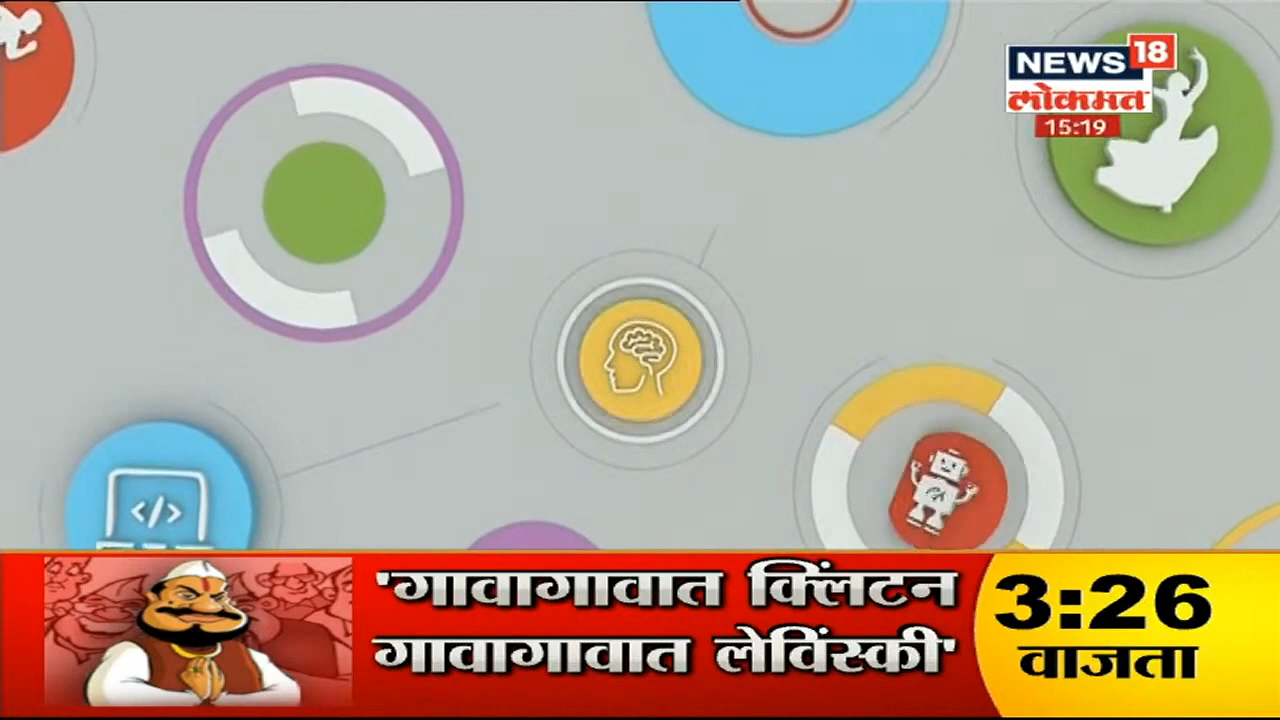 NEWS 18
लोकमत
15:19
</>
'गावागावात क्लिंटन
गावागावात लेविंस्की'
3:26
वाजता